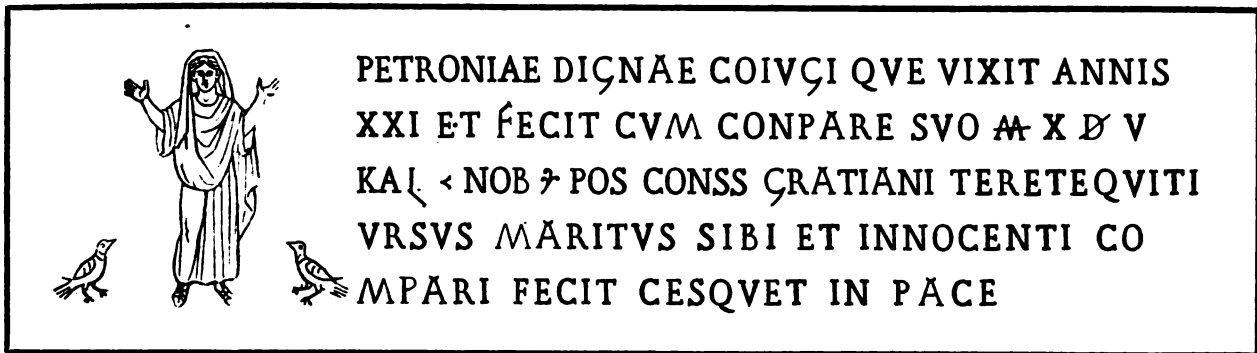 PETRONIAE DIGNAE COIVGI QVE VIXIT ANNIS
XXI ET FECIT CVM CONPARE SVO M X D V
KAL < NOB POS CONSS GRATIANI TERETEQVITI
VRSVS MARITVS SIBI ET INNOCENTI CO
MPARI FECIT CESQVET IN PACE